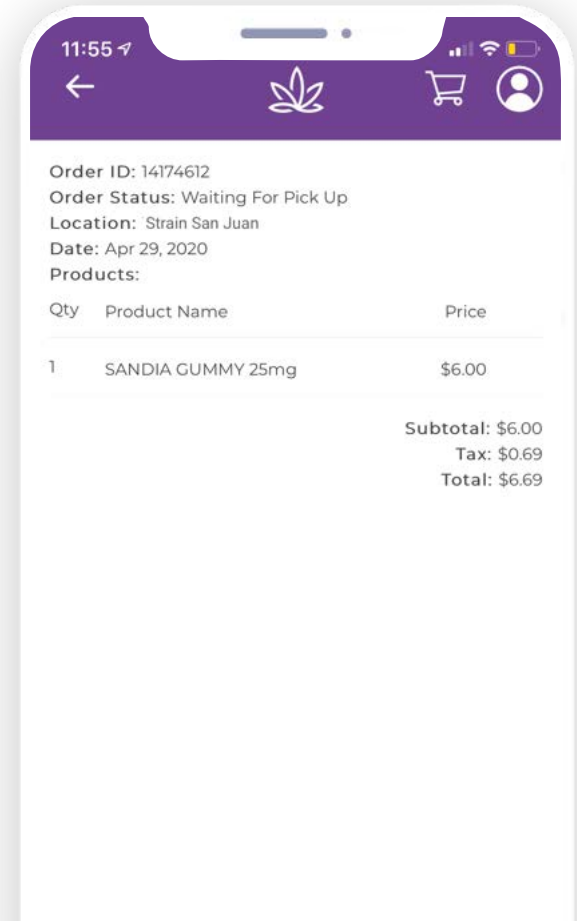 11:55
Order ID: 14174612
Order Status: Waiting For Pick Up
Location: Strain San Juan
Date: Apr 29, 2020
Products:
Qty Product Name Price
1 SANDIA GUMMY 25mg $6.00
Subtotal: $6.00
Tax: $0.69
Total: $6.69